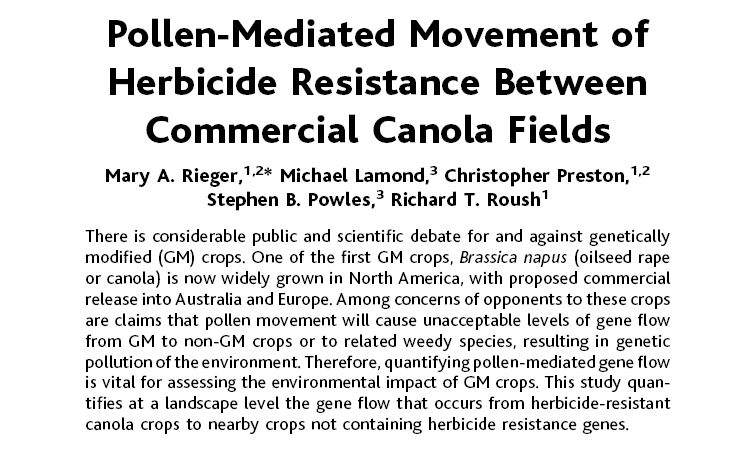 Pollen-Mediated Movement of
Herbicide Resistance Between
Commercial Canola Fields
Mary A. Rieger,1,2* Michael Lamond,3 Christopher Preston,1,2
Stephen B. Powles,3 Richard T. Roush1
There is considerable public and scientific debate for and against genetically
modified (GM) crops. One of the first GM crops, Brassica napus (oilseed rape
or canola) is now widely grown in North America, with proposed commercial
release into Australia and Europe. Among concerns of opponents to these crops
are claims that pollen movement will cause unacceptable levels of gene flow
from GM to non-GM crops or to related weedy species, resulting in genetic
pollution of the environment. Therefore, quantifying pollen-mediated gene flow
is vital for assessing the environmental impact of GM crops. This study quan-
tifies at a landscape level the gene flow that occurs from herbicide-resistant
canola crops to nearby crops not containing herbicide resistance genes.